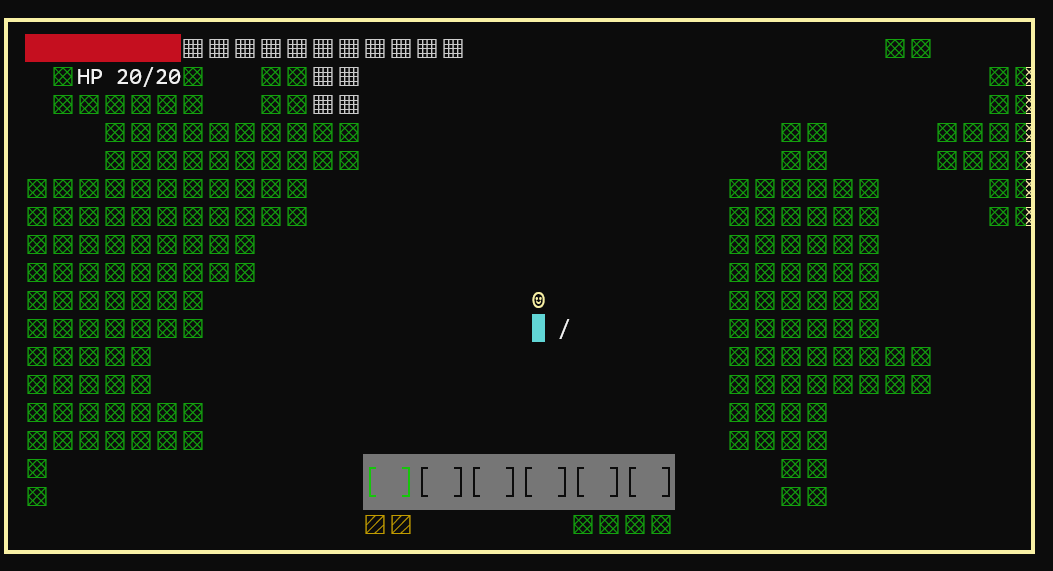 HP 20/20
/
[ ] [ ] [ ] [ ] [ ] [ ]